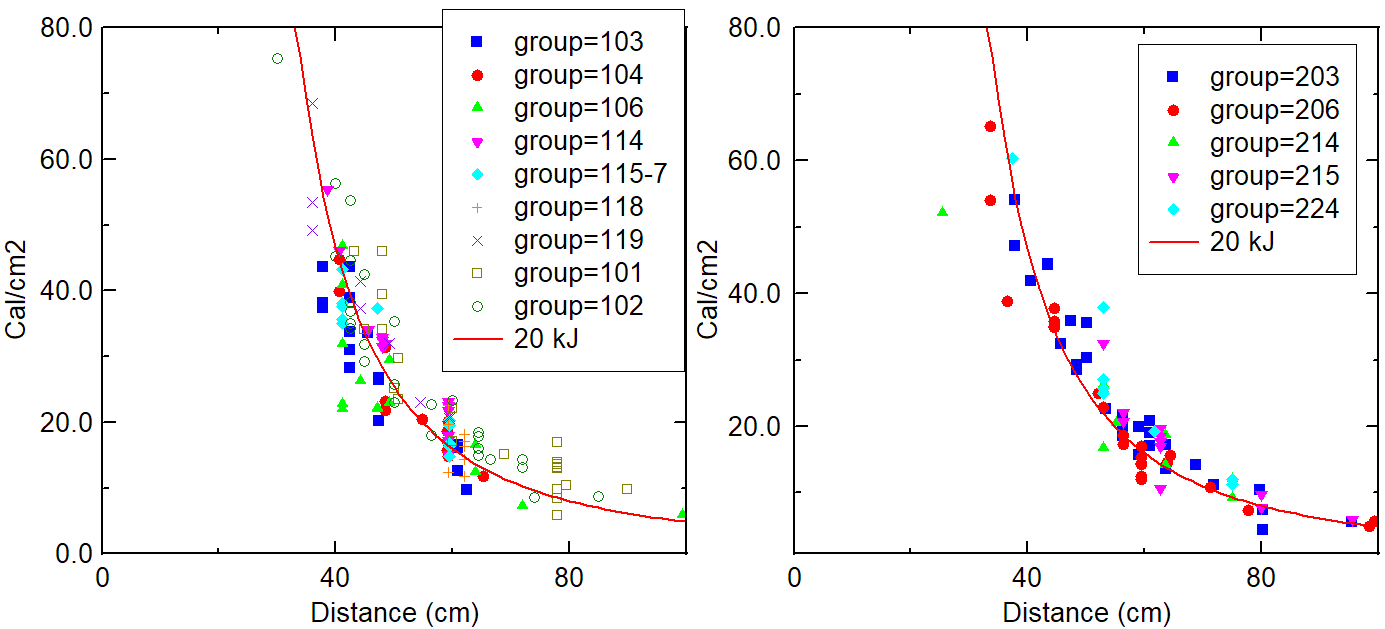 80.0
60.0
40.0
20.0
0.0
0
40
80
Distance (cm)
Cal/cm2
group=103
group=104
group=106
group=114
group=115-7
group=118
group=119
group=101
group=102
20 kJ
80.0
60.0
40.0
20.0
0
40
80
Distance (cm)
Cal/cm2
group=203
group=206
group=214
group=215
group=224
20 kJ